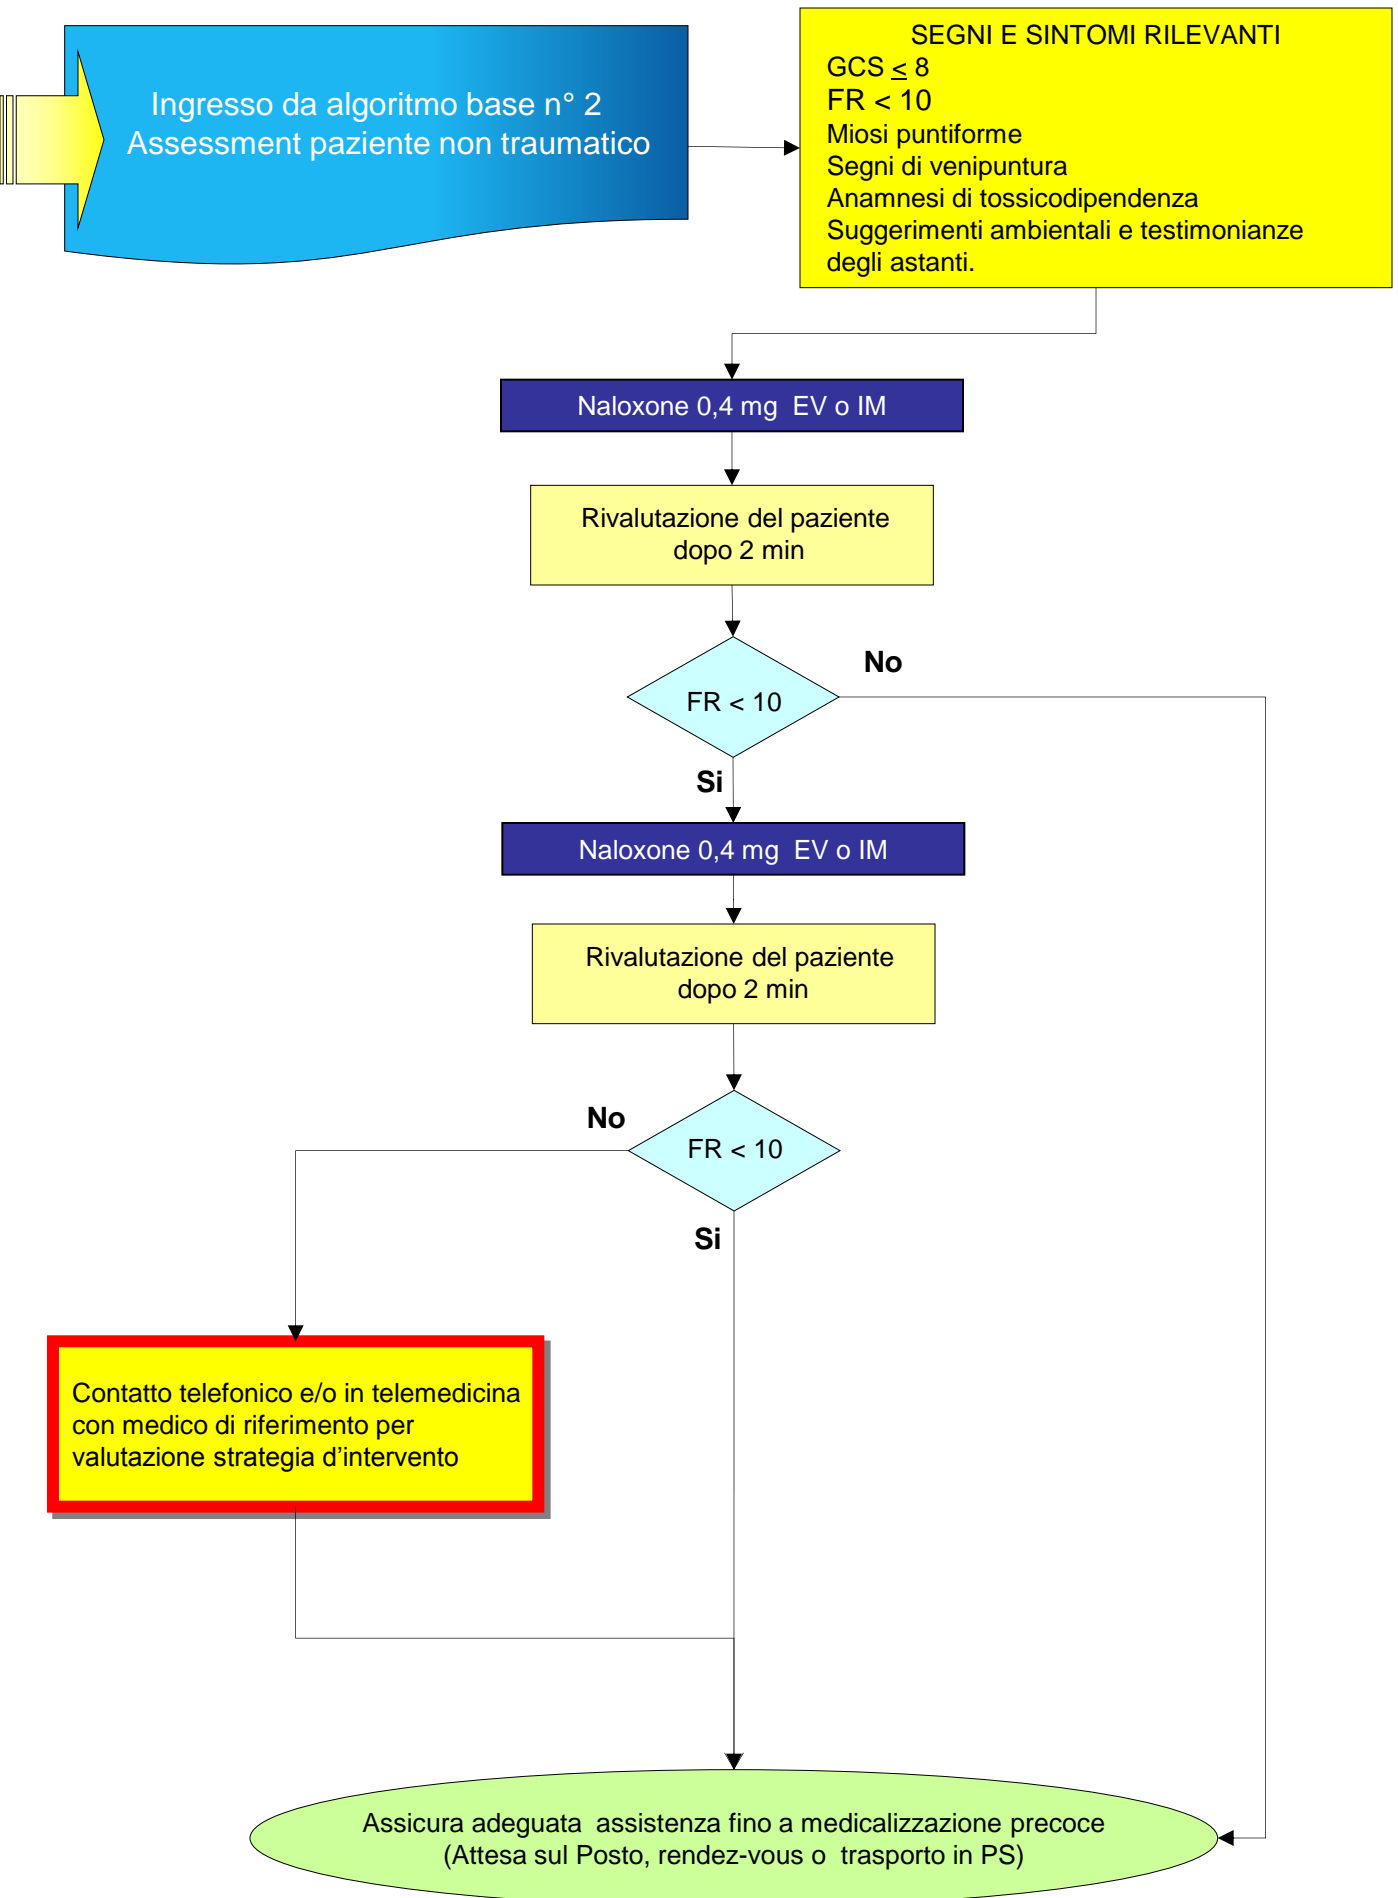 Ingresso da algoritmo base n° 2
Assessment paziente non traumatico
SEGNI E SINTOMI RILEVANTI
GCS ≤ 8
FR < 10
Miosi puntiforme
Segni di venipuntura
Anamnesi di tossicodipendenza
Suggerimenti ambientali e testimonianze
degli astanti.
Naloxone 0,4 mg EV o IM
Rivalutazione del paziente
dopo 2 min
FR < 10
No
Si
Naloxone 0,4 mg EV o IM
Rivalutazione del paziente
dopo 2 min
FR < 10
No
Si
Contatto telefonico e/o in telemedicina
con medico di riferimento per
valutazione strategia d'intervento
Assicura adeguata assistenza fino a medicalizzazione precoce
(Attesa sul Posto, rendez-vous o trasporto in PS)